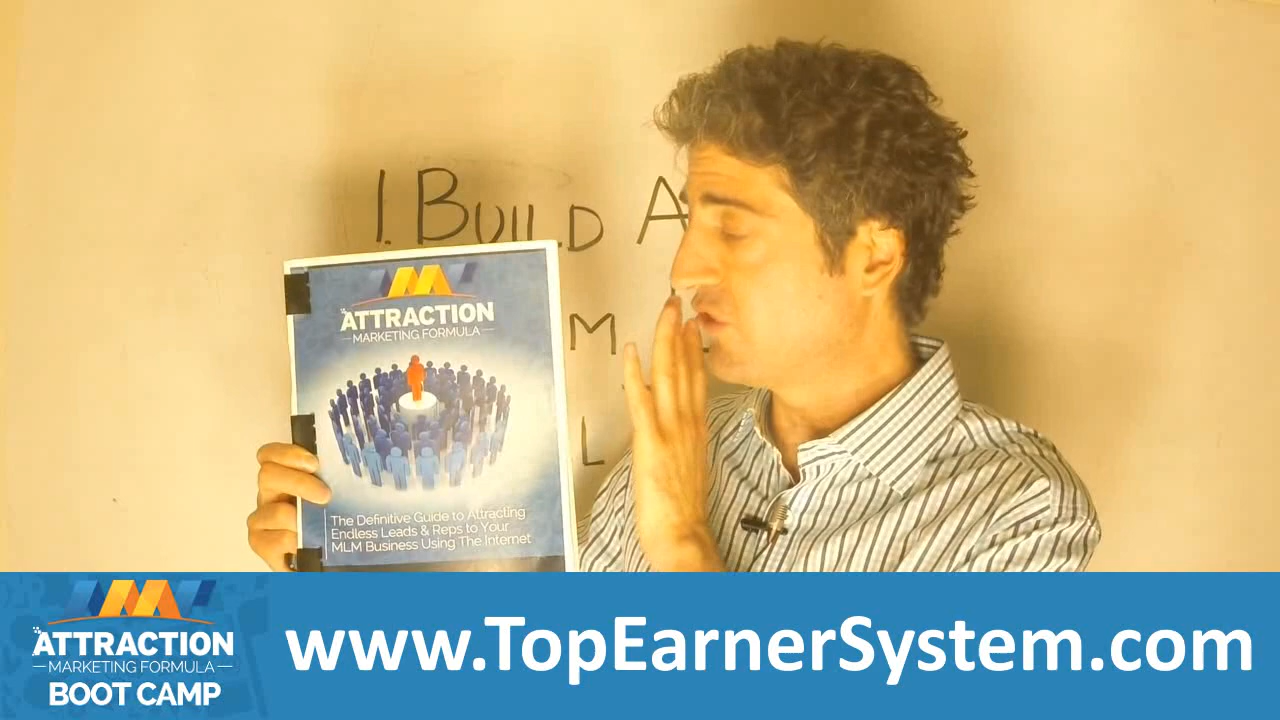 1. BUILD A
M
L
ATTRACTION
MARKETING FORMULA
The Definitive Guide to Attracting
Endless Leads & Reps to Your
MLM Business Using The Internet
ATTRACTION
MARKETING FORMULA
BOOT CAMP
www.TopEarnerSystem.com